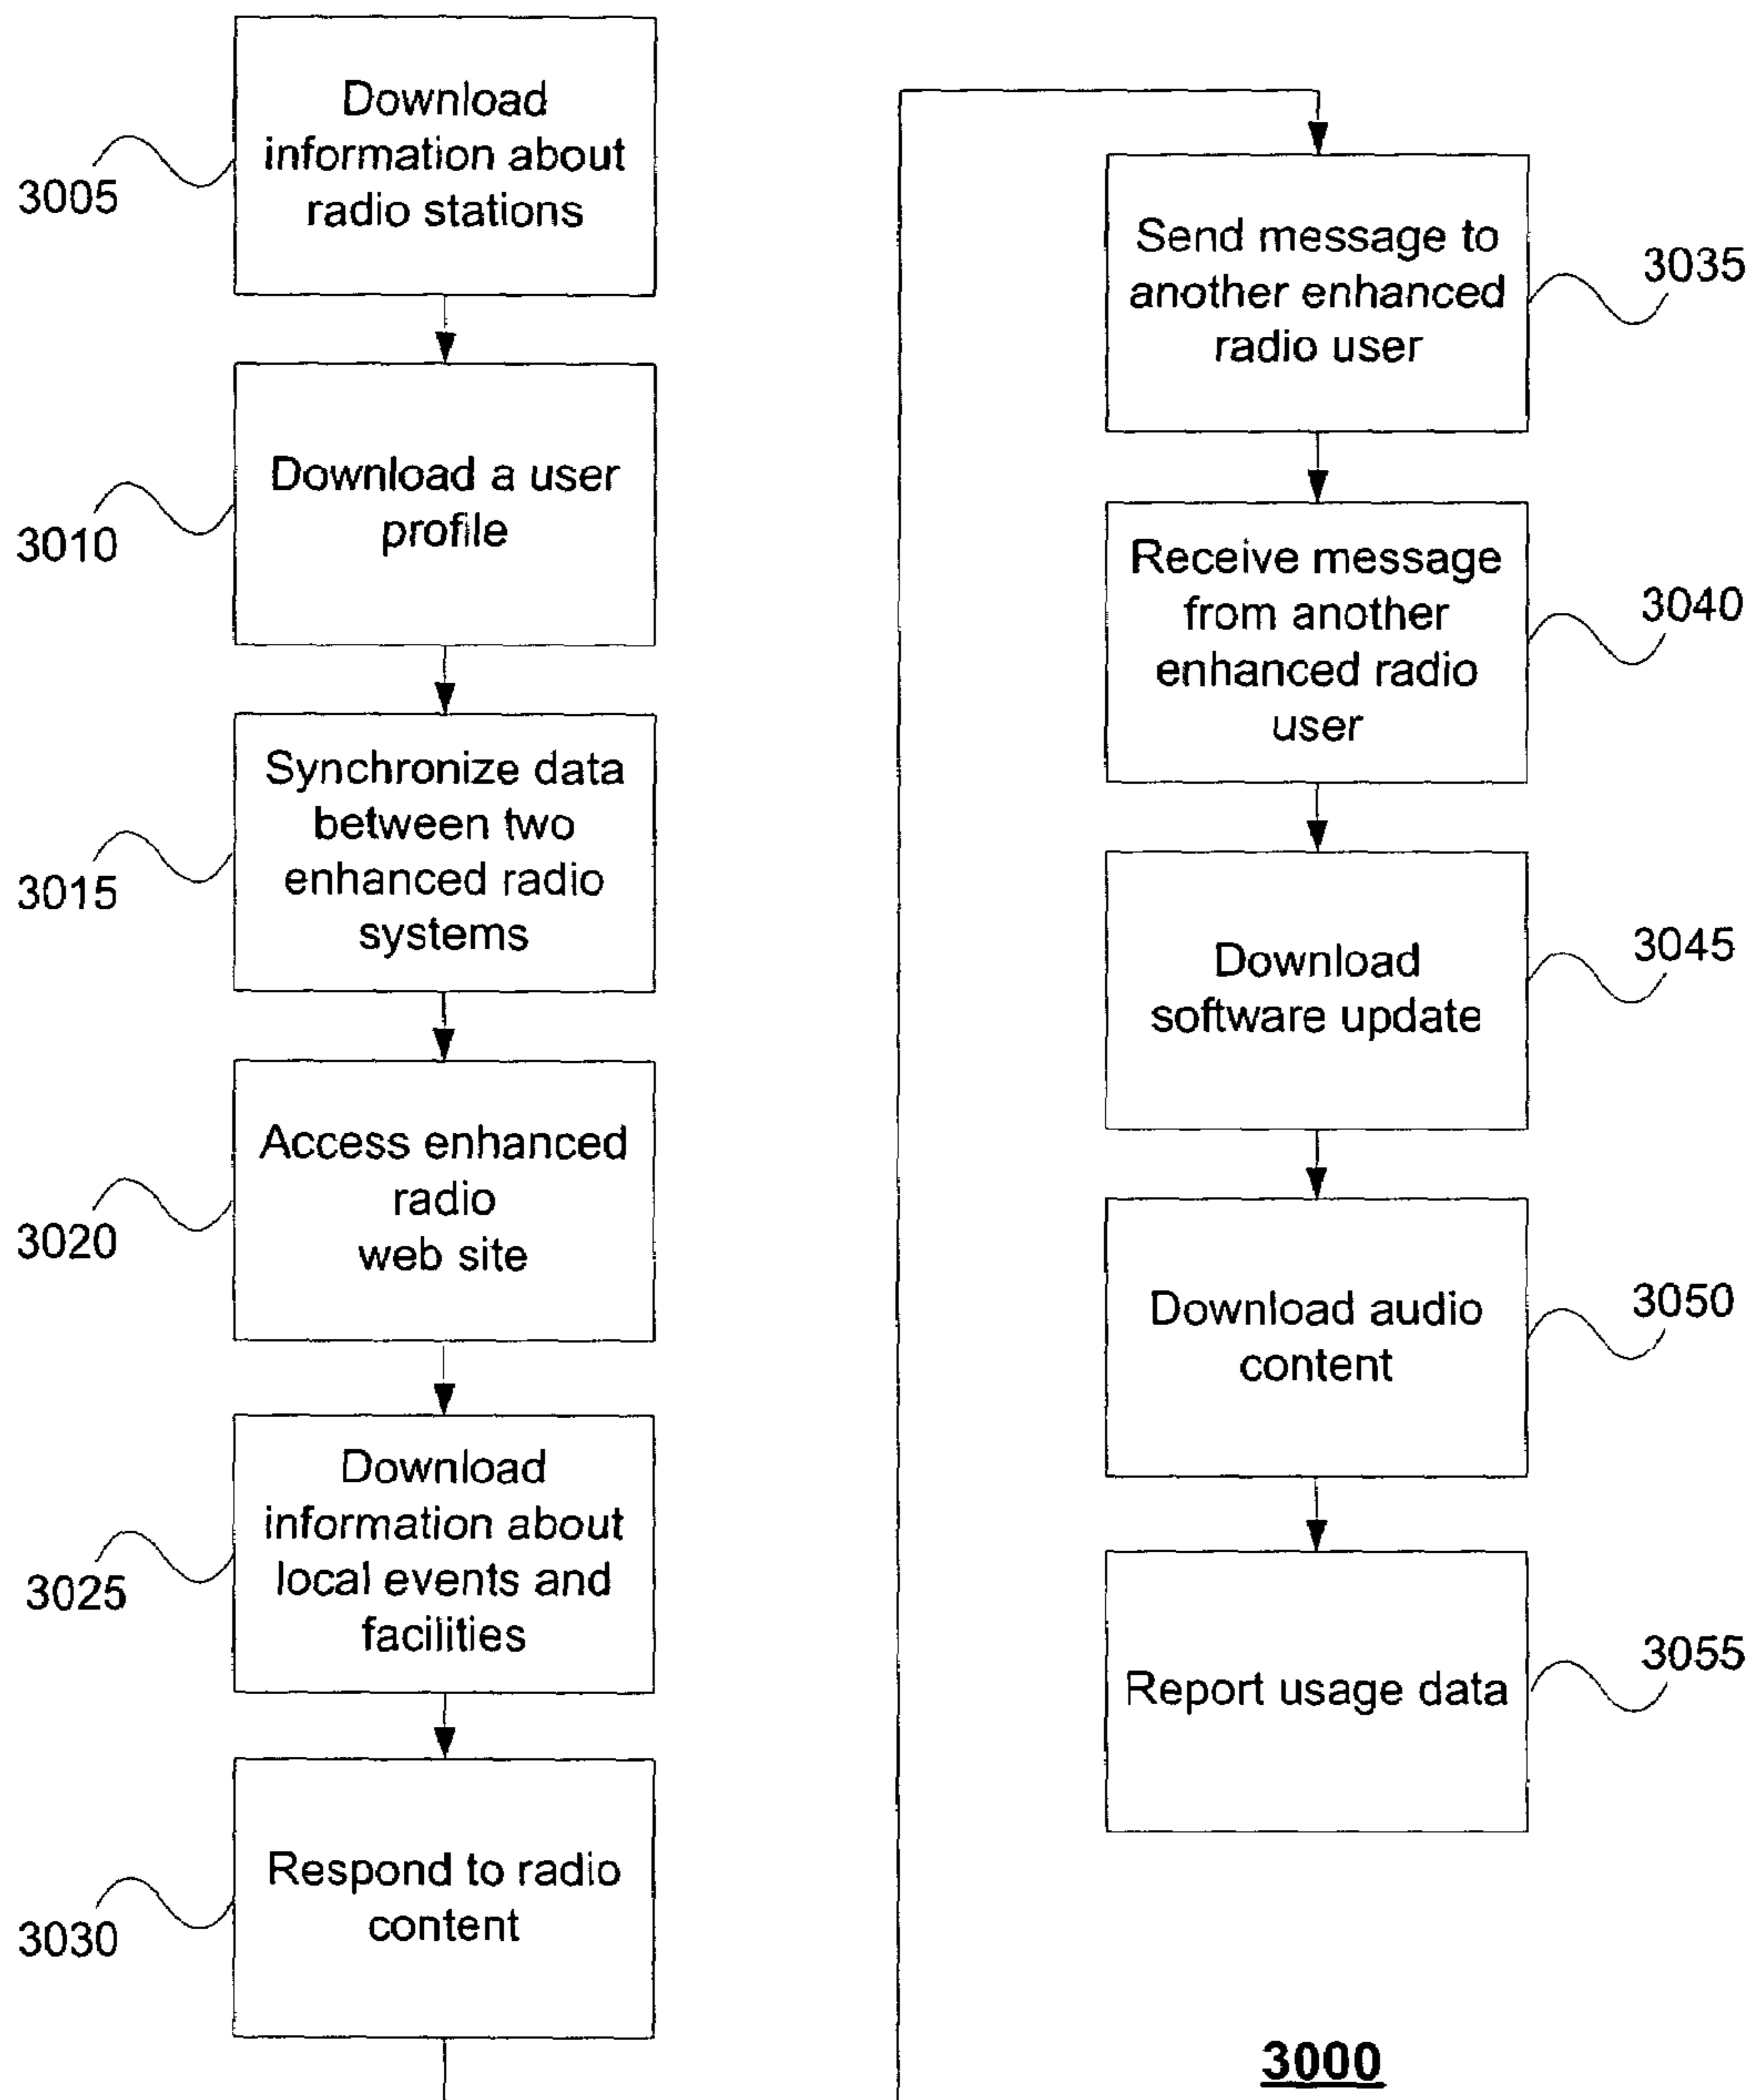 Download
information about
radio stations
3005
Download a user
profile
3010
Synchronize data
between two
enhanced radio
systems
3015
Access enhanced
radio
web site
3020
Download
information about
local events and
facilities
3025
Respond to radio
content
3030
Send message to
another enhanced
radio user
3035
Receive message
from another
enhanced radio
user
3040
Download
software update
3045
Download audio
content
3050
Report usage data
3055
3000